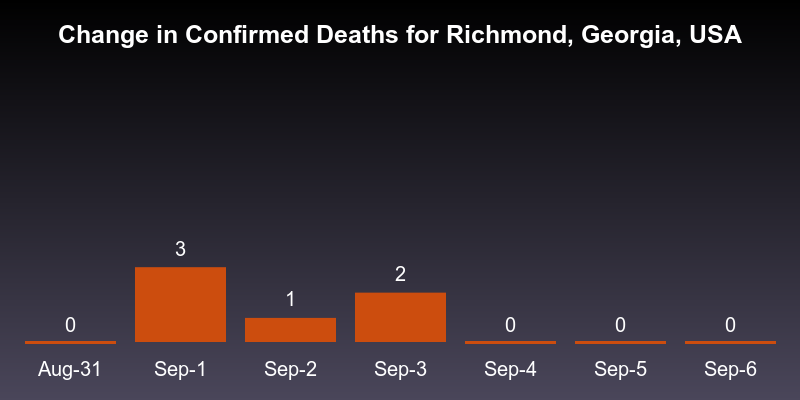 Change in Confirmed Deaths for Richmond, Georgia, USA
0 3 1 2 0 0 0
Aug-31 Sep-1 Sep-2 Sep-3 Sep-4 Sep-5 Sep-6